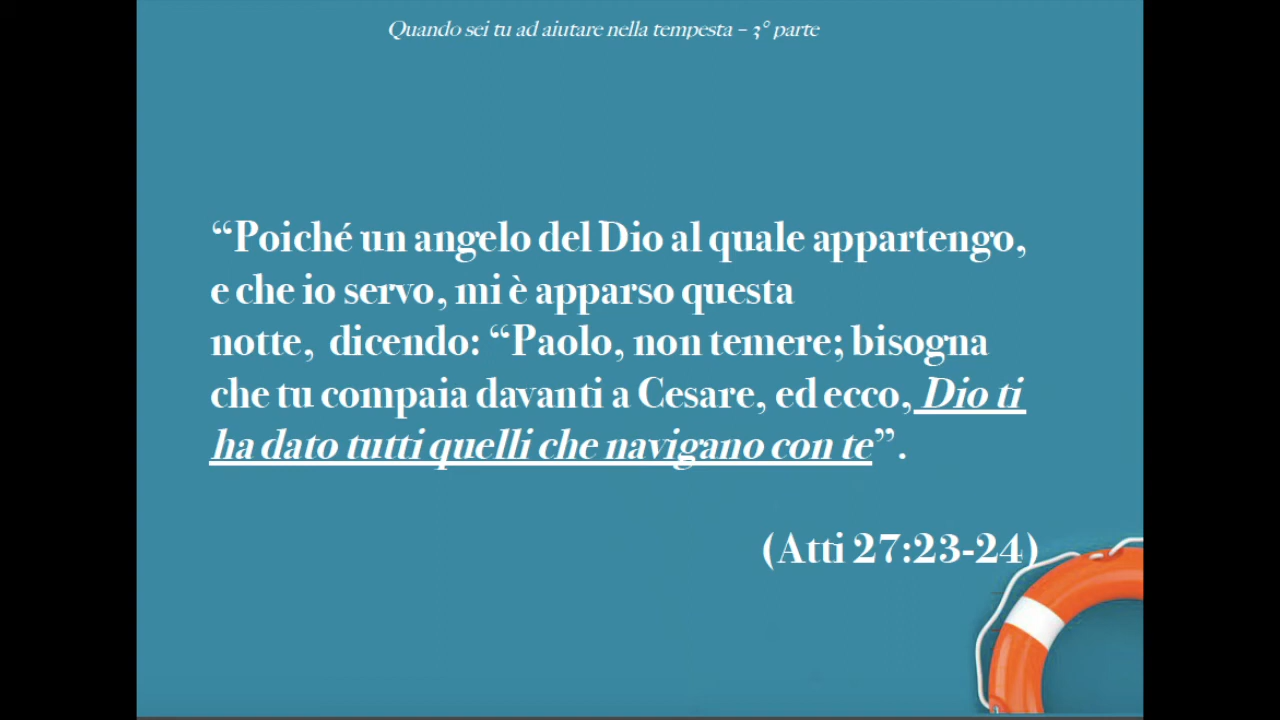 Quando sei tu ad aiutare nella tempesta – 3° parte
“Poiché un angelo del Dio al quale appartengo,
e che io servo, mi è apparso questa
notte, dicendo: “Paolo, non temere; bisogna
che tu compaia davanti a Cesare, ed ecco, Dio ti
ha dato tutti quelli che navigano con te”.
(Atti 27:23-24)